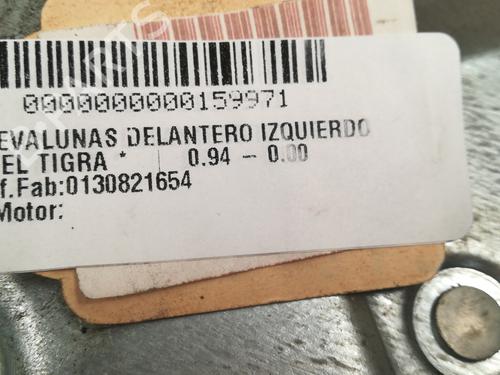 0000000000159971
EVALUNAS DELANTERO IZQUIERDO
EL TIGRA * 0.94 - 0.00
f.Fab:0130821654
Motor: